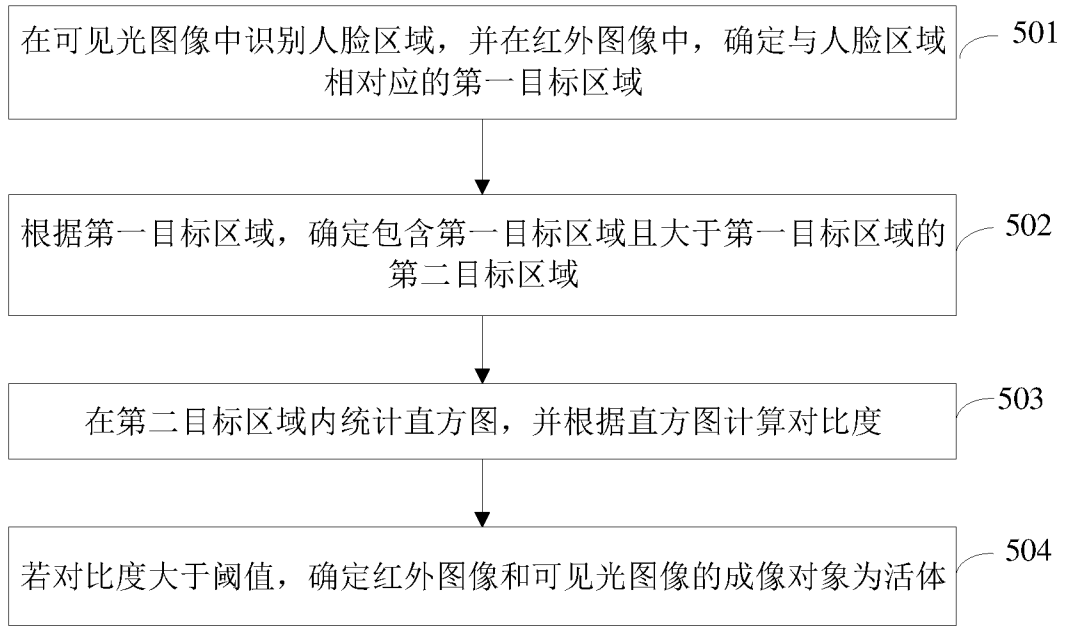 在可见光图像中识别人脸区域，并在红外图像中，确定与人脸区域
相对应的第一目标区域
501
根据第一目标区域，确定包含第一目标区域且大于第一目标区域的
第二目标区域
502
在第二目标区域内统计直方图，并根据直方图计算对比度
503
若对比度大于阈值，确定红外图像和可见光图像的成像对象为活体
504